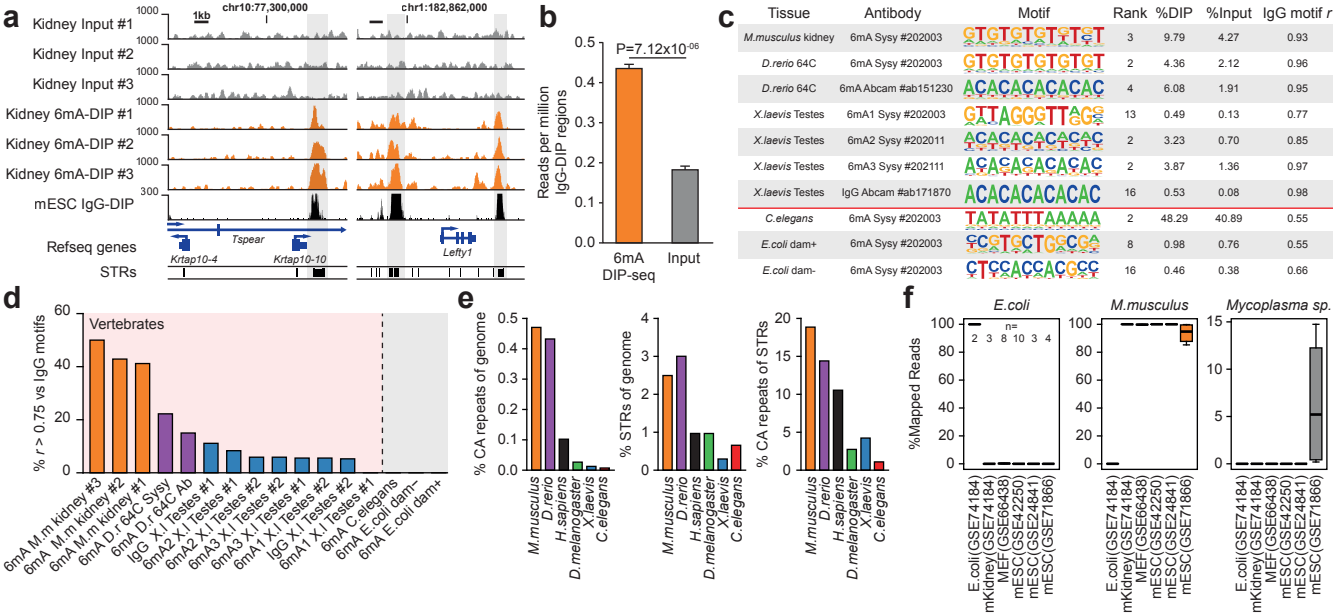 a
1kb
chr10:77,300,000
chr1:182,862,000
Kidney Input #1
1000
Kidney Input #2
1000
Kidney Input #3
1000
Kidney 6mA-DIP #1
1000
Kidney 6mA-DIP #2
1000
Kidney 6mA-DIP #3
1000
mESC IgG-DIP
300
Refseq genes
Tspear
Krtap10-4
Krtap10-10
Lefty1
STRs
b
Reads per million
IgG-DIP regions
P=7.12x10-06
0.5
0.4
0.3
0.2
0.1
0.0
6mA
DIP-seq
Input
c
Tissue Antibody Motif Rank %DIP %Input IgG motif r
M.musculus kidney 6mA Sysy #202003 GTGTGTGTGTGT 3 9.79 4.27 0.93
D.rerio 64C 6mA Sysy #202003 GTGTGTGTGTGT 2 4.36 2.12 0.96
D.rerio 64C 6mA Abcam #ab151230 ACACACACACAC 4 6.08 1.91 0.95
X.laevis Testes 6mA1 Sysy #202003 GTTAGGGTTAGG 13 0.49 0.13 0.77
X.laevis Testes 6mA2 Sysy #202011 ACACACACACAC 2 3.23 0.70 0.85
X.laevis Testes 6mA3 Sysy #202111 ACACACACACAC 2 3.87 1.36 0.97
X.laevis Testes IgG Abcam #ab171870 ACACACACACAC 16 0.53 0.08 0.98
C.elegans 6mA Sysy #202003 TATATTTAAAAA 2 48.29 40.89 0.55
E.coli dam+ 6mA Sysy #202003 CCGTGCTGGCGA 8 0.98 0.76 0.55
E.coli dam- 6mA Sysy #202003 CTCCACCACGCC 16 0.46 0.38 0.66
d
% r > 0.75 vs IgG motifs
60
40
20
0
Vertebrates
6mA M.m kidney #3
6mA M.m kidney #2
6mA M.m kidney #1
6mA D.r 64C Sysy
6mA D.r 64C Ab
IgG X.l Testes #1
6mA2 X.l Testes #1
6mA2 X.l Testes #2
6mA3 X.l Testes #2
6mA3 X.l Testes #1
6mA1 X.l Testes #2
IgG X.l Testes #2
6mA1 X.l Testes #1
6mA C.elegans
6mA E.coli dam–
6mA E.coli dam+
e
% CA repeats of genome
0.5
0.4
0.3
0.2
0.1
0.0
M.musculus
D.rerio
H.sapiens
D.melanogaster
X.laevis
C.elegans
% STRs of genome
4
3
2
1
0
M.musculus
D.rerio
H.sapiens
D.melanogaster
X.laevis
C.elegans
% CA repeats of STRs
20
15
10
5
0
M.musculus
D.rerio
H.sapiens
D.melanogaster
X.laevis
C.elegans
f
%Mapped Reads
E.coli
100
80
60
40
20
0
n=
2 3 8 10 3 4
E.coli(GSE74184)
mKidney(GSE74184)
MEF(GSE66438)
mESC(GSE42250)
mESC(GSE24841)
mESC(GSE71866)
M.musculus
100
80
60
40
20
0
E.coli(GSE74184)
mKidney(GSE74184)
MEF(GSE66438)
mESC(GSE42250)
mESC(GSE24841)
mESC(GSE71866)
Mycoplasma sp.
15
10
5
0
E.coli(GSE74184)
mKidney(GSE74184)
MEF(GSE66438)
mESC(GSE42250)
mESC(GSE24841)
mESC(GSE71866)